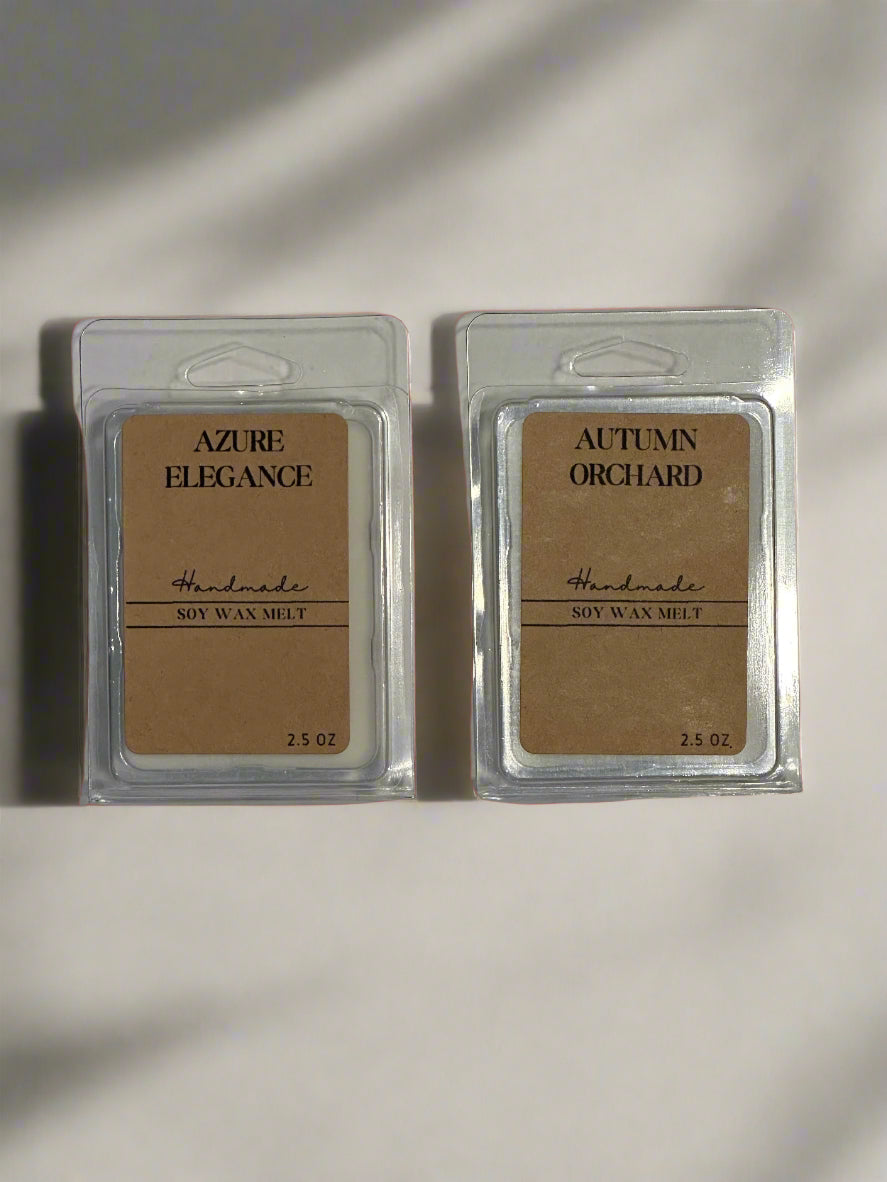 AZURE
ELEGANCE
Handmade
SOY WAX MELT
2.5 OZ
AUTUMN
ORCHARD
Handmade
SOY WAX MELT
2.5 OZ.